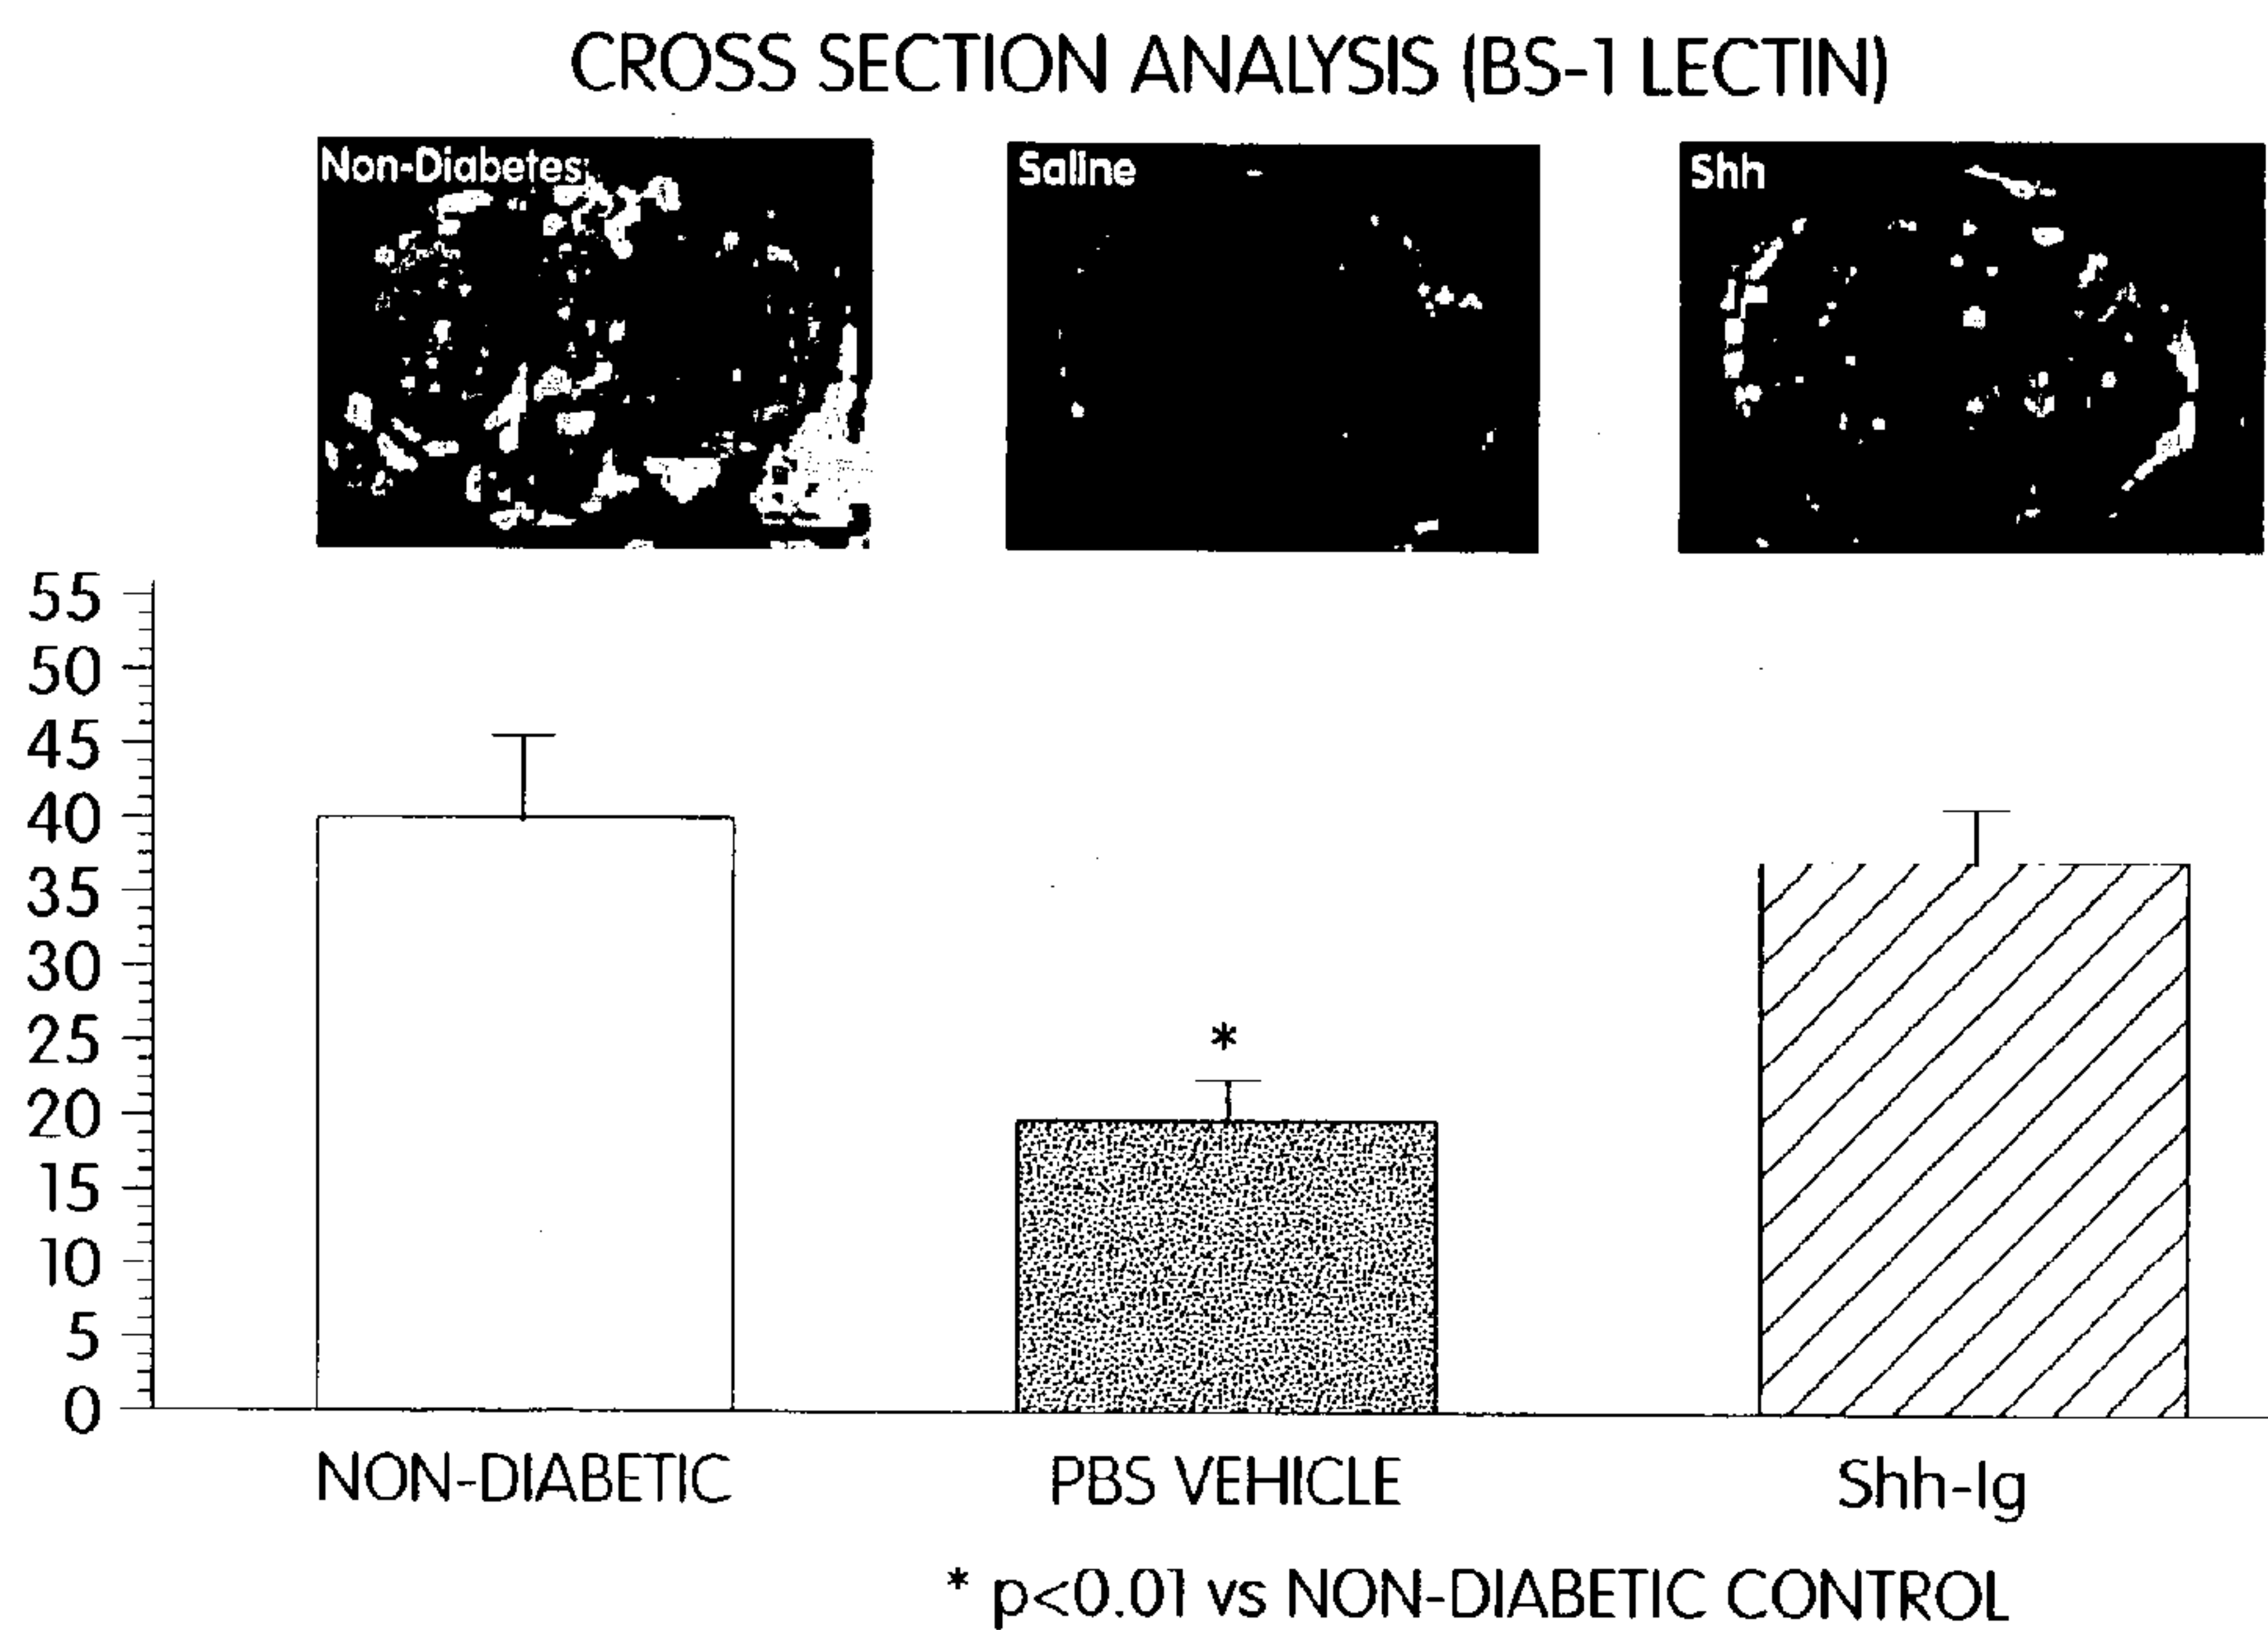 CROSS SECTION ANALYSIS (BS-1 LECTIN)
Non-Diabetes
Saline
Shh
55
50
45
40
35
30
25
20
15
10
5
0
NON-DIABETIC
PBS VEHICLE
Shh-Ig
*
* p<0.01 vs NON-DIABETIC CONTROL